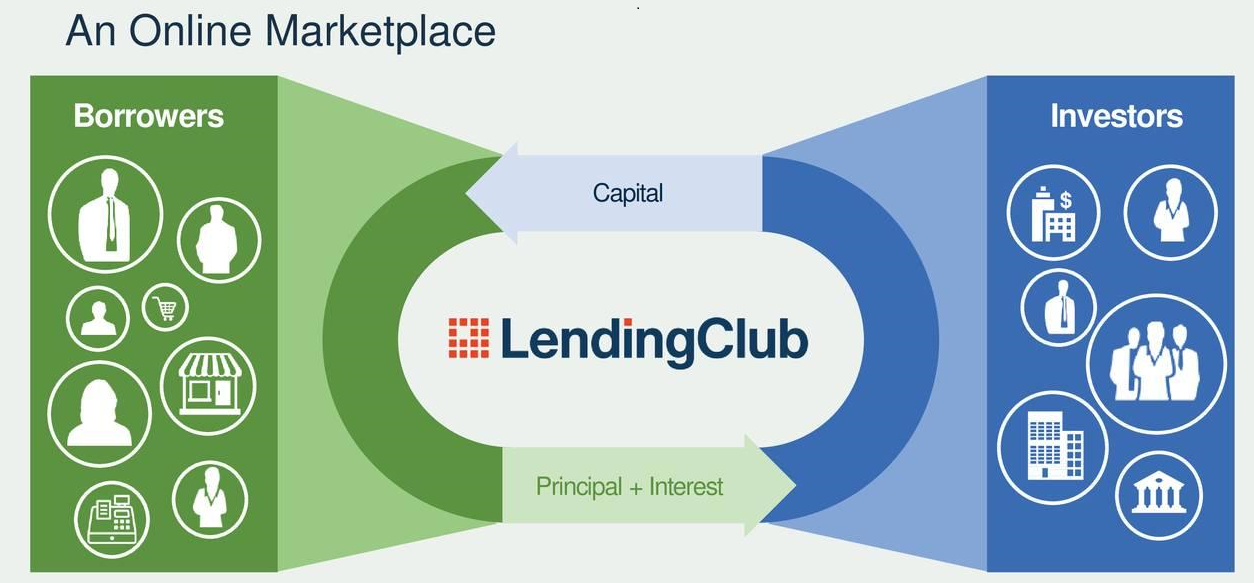 An Online Marketplace
Borrowers
Investors
Capital
$
LendingClub
Principal + Interest